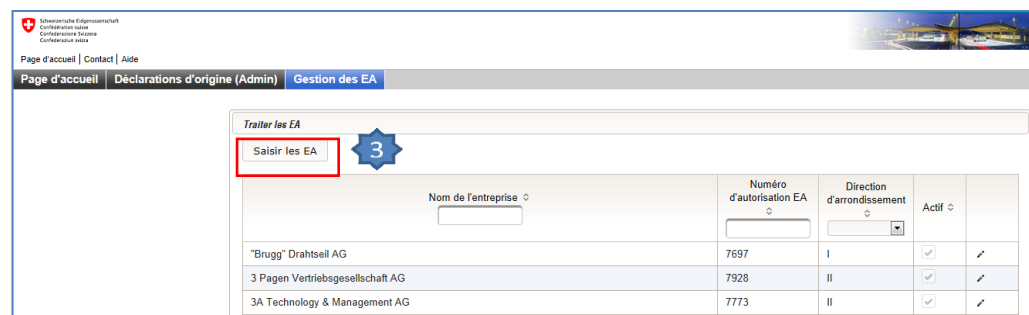 Schweizerische Eidgenossenschaft
Confédération suisse
Confederazione Svizzera
Confederaziun svizra
Page d'accueil | Contact | Aide
Page d'accueil Déclarations d'origine (Admin) Gestion des EA
Traiter les EA
Saisir les EA 3
Nom de l'entreprise
Numéro
d'autorisation EA
Direction
d'arrondissement
Actif
"Brugg" Drahtseil AG 7697 I
3 Pagen Vertriebsgesellschaft AG 7928 II
3A Technology & Management AG 7773 II